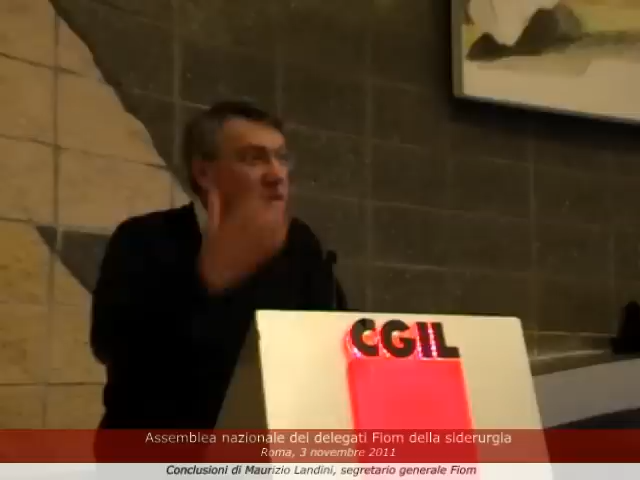 CGIL
Assemblea nazionale dei delegati Fiom della siderurgia
Roma, 3 novembre 2011
Conclusioni di Maurizio Landini, segretario generale Fiom